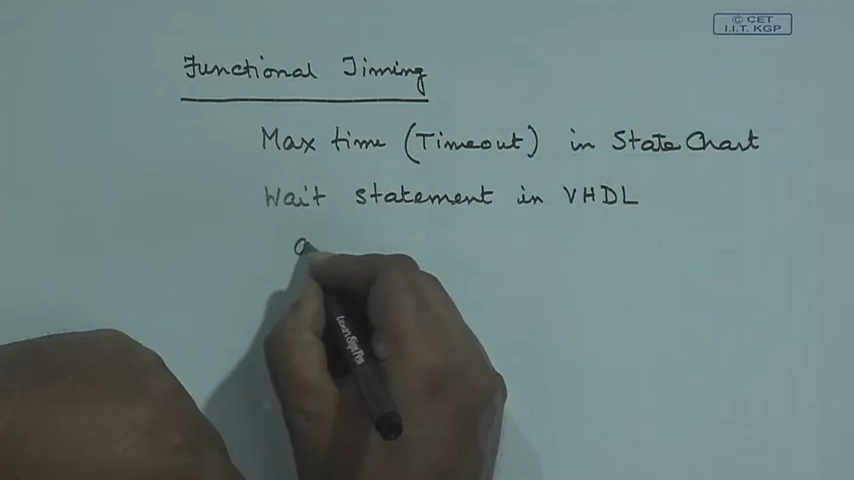 © CET
I.I.T. KGP
Functional Timing
Max time (Timeout) in StateChart
Wait statement in VHDL